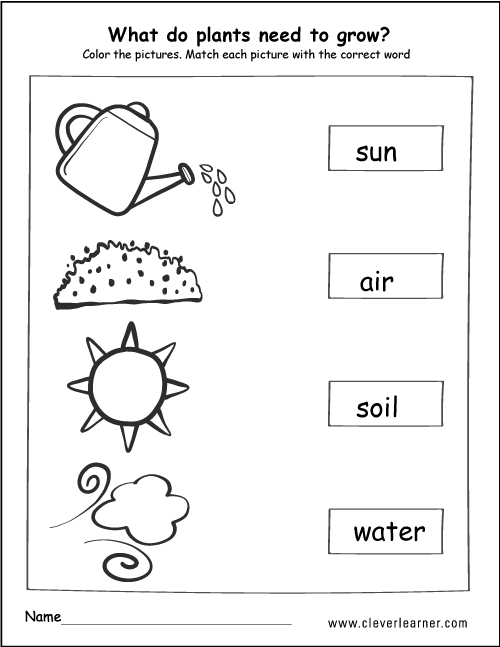 What do plants need to grow?
Color the pictures. Match each picture with the correct word
sun
air
soil
water
Name
www.cleverlearner.com